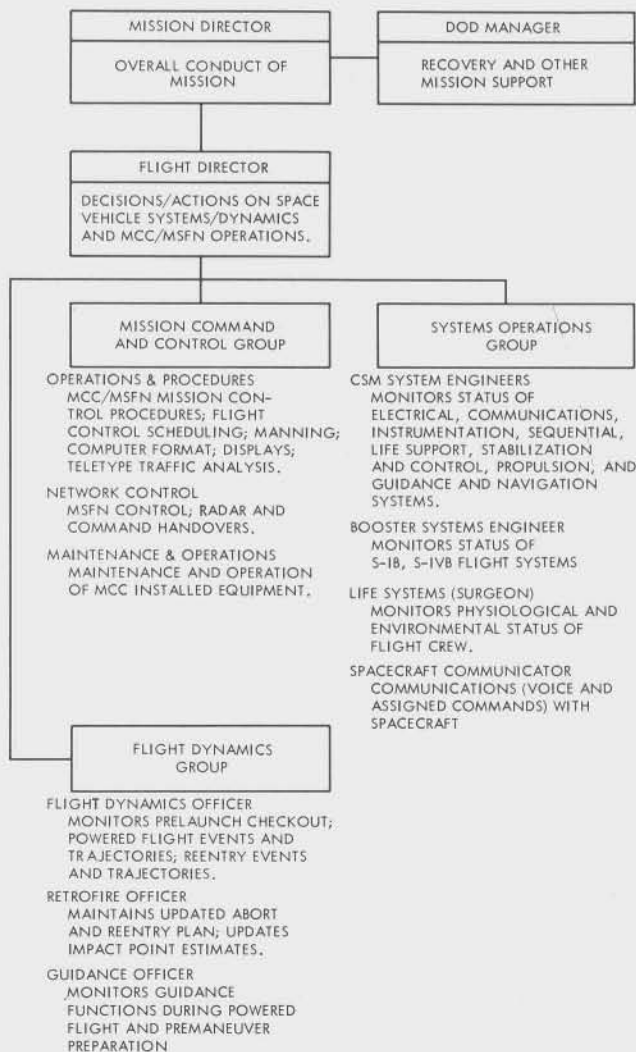 MISSION DIRECTOR
OVERALL CONDUCT OF
MISSION
DOD MANAGER
RECOVERY AND OTHER
MISSION SUPPORT
FLIGHT DIRECTOR
DECISIONS/ACTIONS ON SPACE
VEHICLE SYSTEMS/DYNAMICS
AND MCC/MSFN OPERATIONS.
MISSION COMMAND
AND CONTROL GROUP
OPERATIONS & PROCEDURES
MCC/MSFN MISSION CON-
TROL PROCEDURES; FLIGHT
CONTROL SCHEDULING; MANNING;
COMPUTER FORMAT; DISPLAYS;
TELETYPE TRAFFIC ANALYSIS.
NETWORK CONTROL
MSFN CONTROL; RADAR AND
COMMAND HANDOVERS.
MAINTENANCE & OPERATIONS
MAINTENANCE AND OPERATION
OF MCC INSTALLED EQUIPMENT.
SYSTEMS OPERATIONS
GROUP
CSM SYSTEM ENGINEERS
MONITORS STATUS OF
ELECTRICAL, COMMUNICATIONS,
INSTRUMENTATION, SEQUENTIAL,
LIFE SUPPORT, STABILIZATION
AND CONTROL, PROPULSION, AND
GUIDANCE AND NAVIGATION
SYSTEMS.
BOOSTER SYSTEMS ENGINEER
MONITORS STATUS OF
S-IB, S-IVB FLIGHT SYSTEMS
LIFE SYSTEMS (SURGEON)
MONITORS PHYSIOLOGICAL AND
ENVIRONMENTAL STATUS OF
FLIGHT CREW.
SPACECRAFT COMMUNICATOR
COMMUNICATIONS (VOICE AND
ASSIGNED COMMANDS) WITH
SPACECRAFT
FLIGHT DYNAMICS
GROUP
FLIGHT DYNAMICS OFFICER
MONITORS PRELAUNCH CHECKOUT;
POWERED FLIGHT EVENTS AND
TRAJECTORIES; REENTRY EVENTS
AND TRAJECTORIES.
RETROFIRE OFFICER
MAINTAINS UPDATED ABORT
AND REENTRY PLAN; UPDATES
IMPACT POINT ESTIMATES.
GUIDANCE OFFICER
MONITORS GUIDANCE
FUNCTIONS DURING POWERED
FLIGHT AND PREMANEUVER
PREPARATION